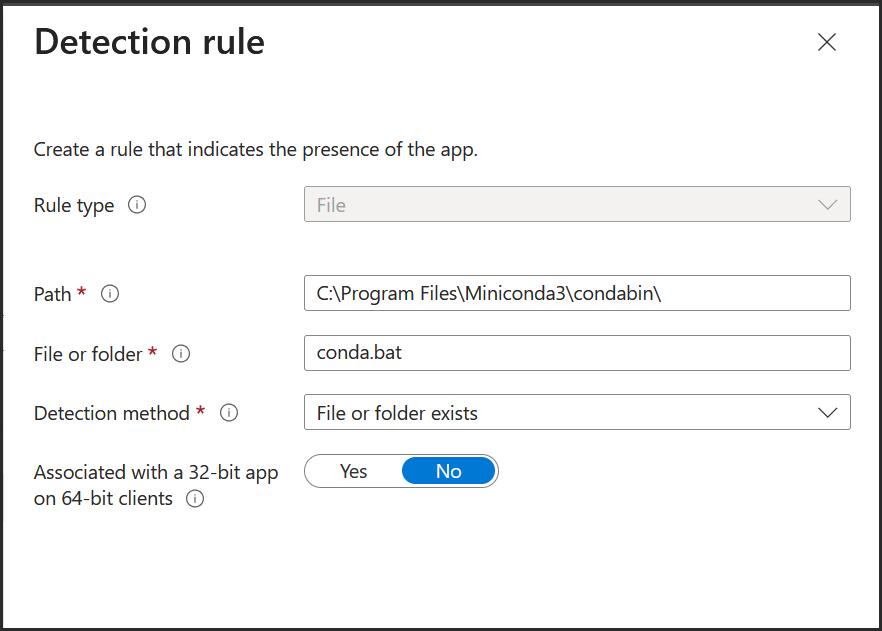 Detection rule
Create a rule that indicates the presence of the app.
Rule type
File
Path *
C:\Program Files\Miniconda3\condabin\
File or folder *
conda.bat
Detection method *
File or folder exists
Associated with a 32-bit app
on 64-bit clients
Yes No